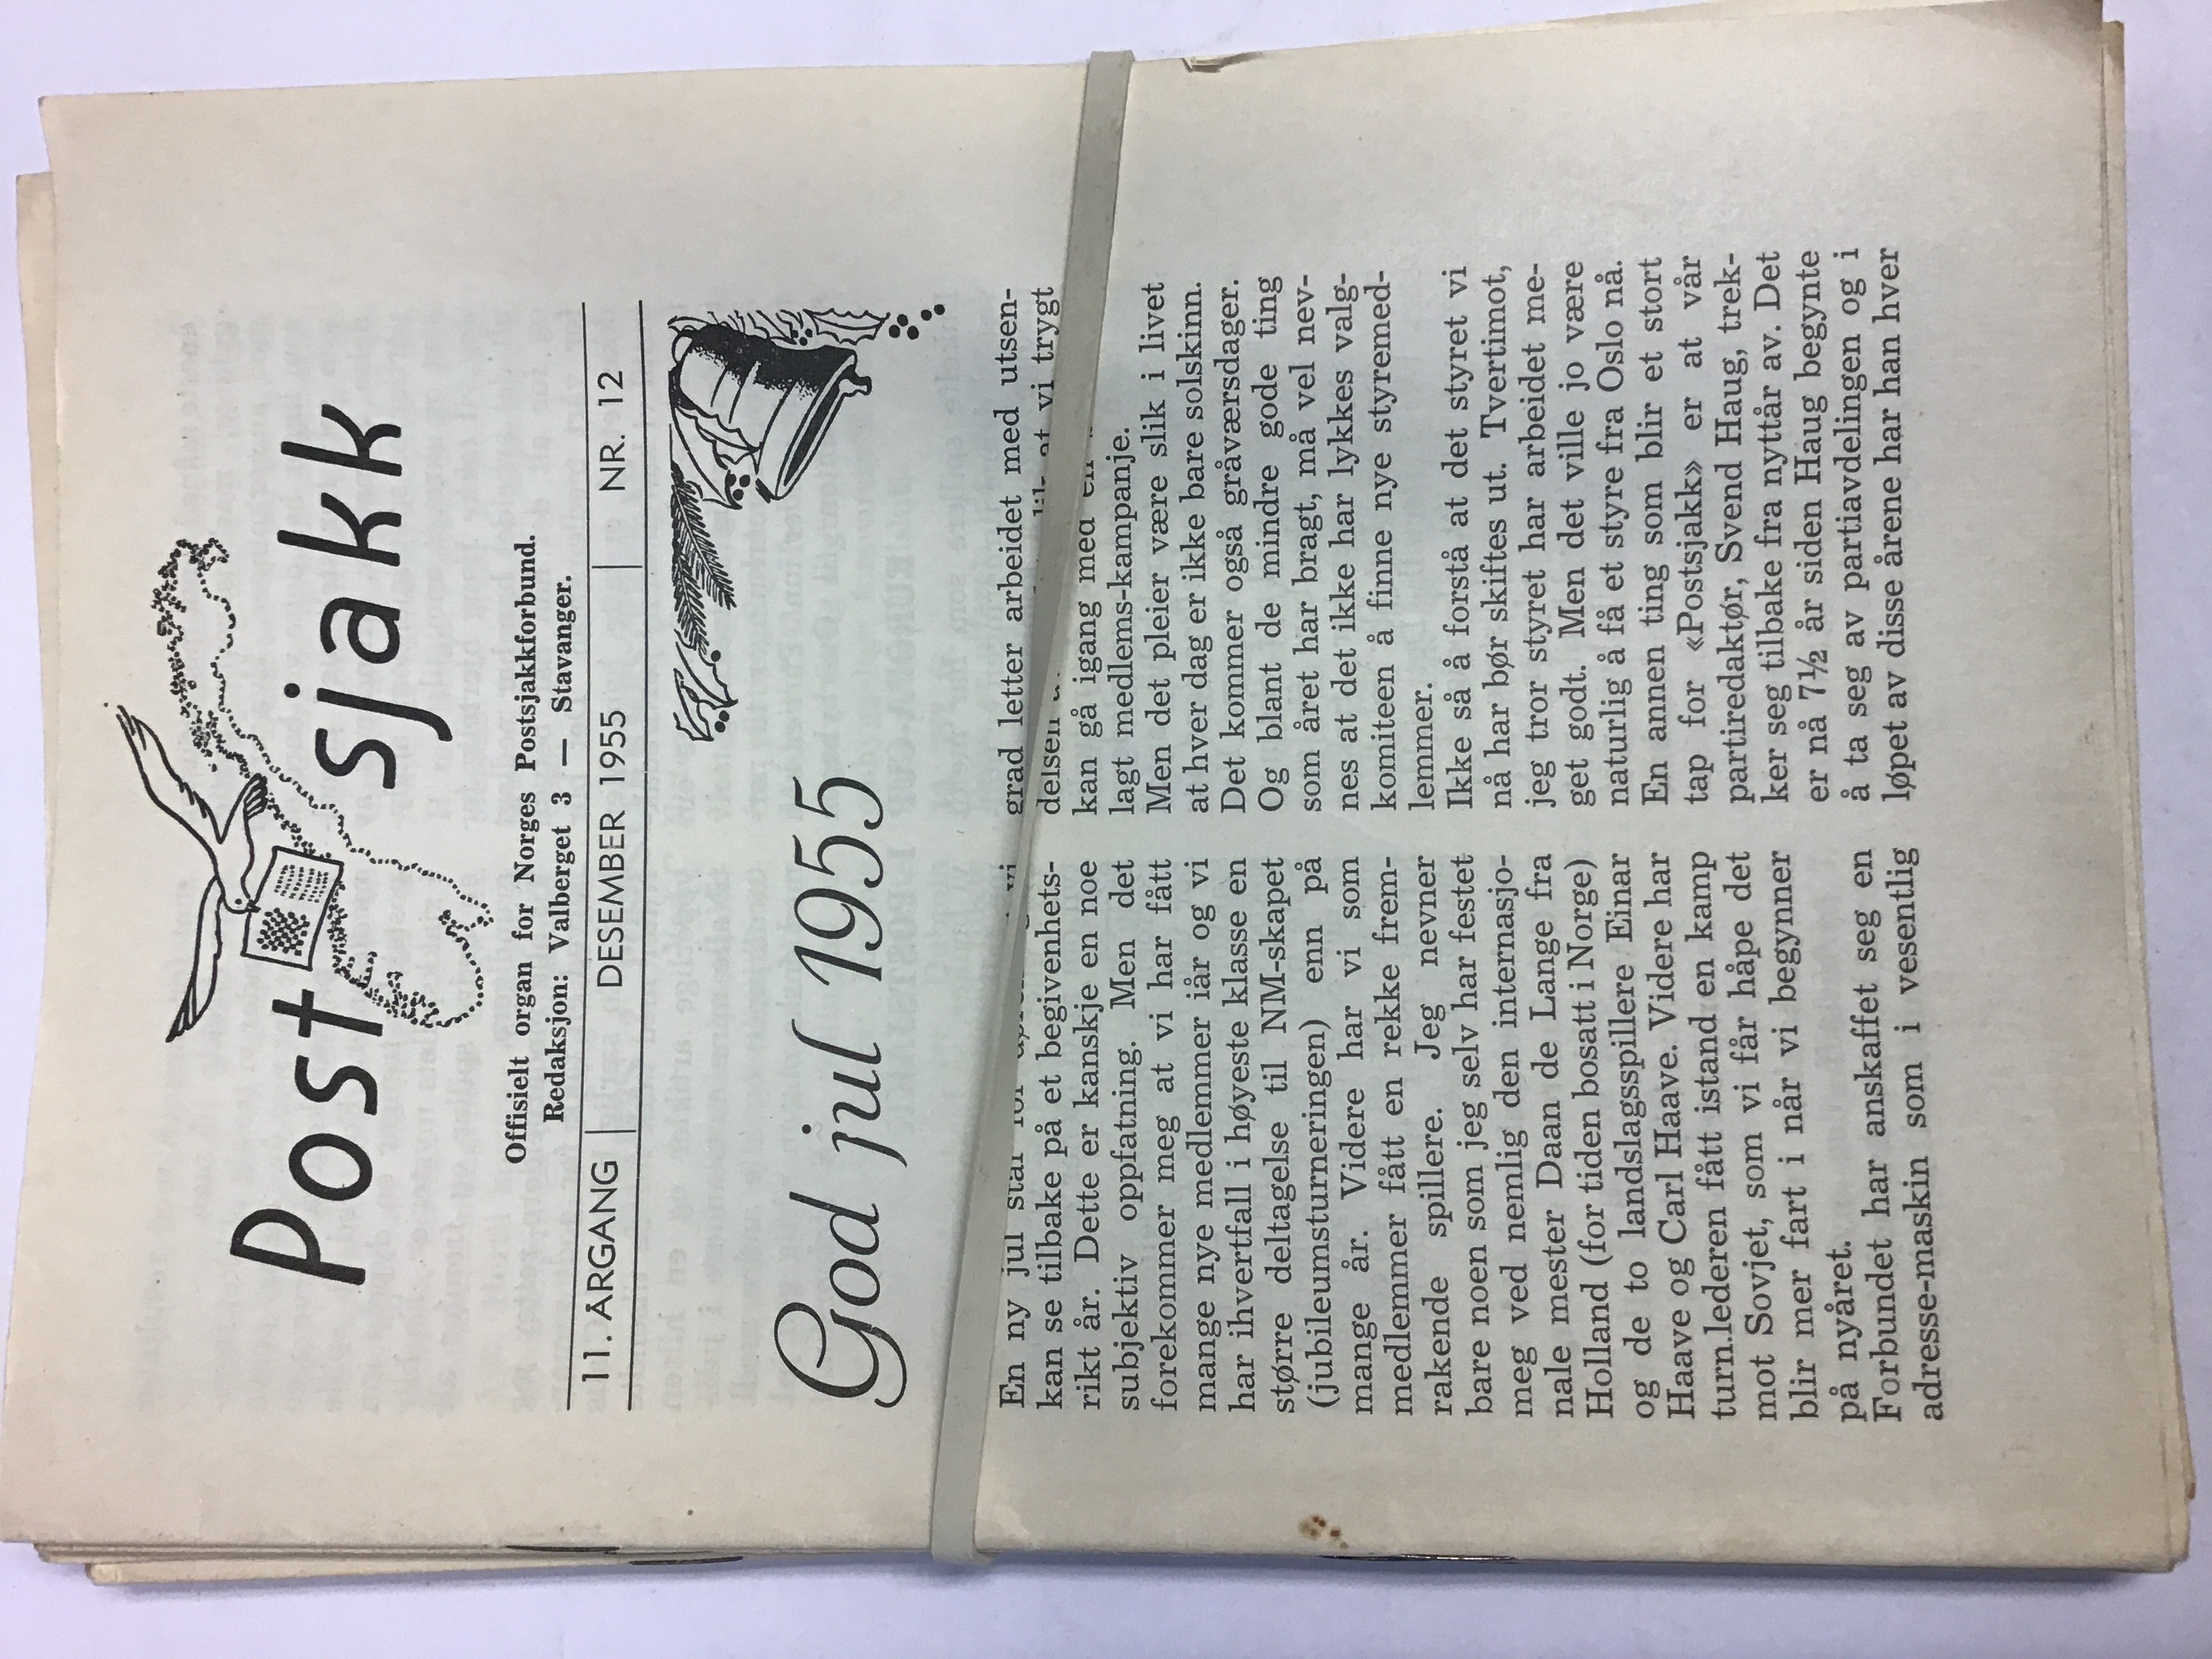 Post sjakk
Offisielt organ for Norges Postsjakkforbund.
Redaksjon: Valberget 3 — Stavanger.
11. ÅRGANG DESEMBER 1955 NR. 12
God jul 1955
En ny jul står for vi
kan se tilbake på et begivenhets-
rikt år. Dette er kanskje en noe
subjektiv oppfatning. Men det
forekommer meg at vi har fått
mange nye medlemmer iår og vi
har ihvertfall i høyeste klasse en
større deltagelse til NM-skapet
(jubileumsturneringen) enn på
mange år. Videre har vi som
medlemmer fått en rekke frem-
rakende spillere. Jeg nevner
bare noen som jeg selv har festet
meg ved nemlig den internasjo-
nale mester Daan de Lange fra
Holland (for tiden bosatt i Norge)
og de to landslagsspillere Einar
Haave og Carl Haave. Videre har
turn.lederen fått istand en kamp
mot Sovjet, som vi får håpe det
blir mer fart i når vi begynner
på nyåret.
Forbundet har anskaffet seg en
adresse-maskin som i vesentlig
grad letter arbeidet med utsen-
delsen at vi trygt
kan gå igang med
lagt medlems-kampanje.
Men det pleier være slik i livet
at hver dag er ikke bare solskinn.
Det kommer også gråværsdager.
Og blant de mindre gode ting
som året har bragt, må vel nev-
nes at det ikke har lykkes valg-
komiteen å finne nye styremed-
lemmer.
Ikke så å forstå at det styret vi
nå har bør skiftes ut. Tvertimot,
jeg tror styret har arbeidet me-
get godt. Men det ville jo være
naturlig å få et styre fra Oslo nå.
En annen ting som blir et stort
tap for «Postsjakk» er at vår
partiredaktør, Svend Haug, trek-
ker seg tilbake fra nyttår av. Det
er nå 7½ år siden Haug begynte
å ta seg av partiavdelingen og i
løpet av disse årene har han hver